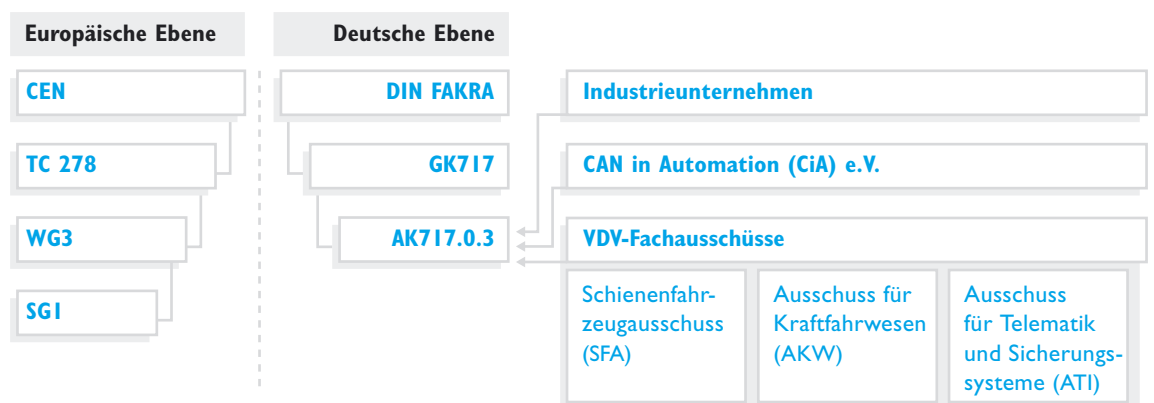 Europäische Ebene
Deutsche Ebene
CEN
DIN FAKRA
Industrieunternehmen
TC 278
GK717
CAN in Automation (CiA) e.V.
WG3
AK717.0.3
VDV-Fachausschüsse
SG1
Schienenfahr-
zeugausschuss
(SFA)
Ausschuss für
Kraftfahrwesen
(AKW)
Ausschuss
für Telematik
und Sicherungs-
systeme (ATI)